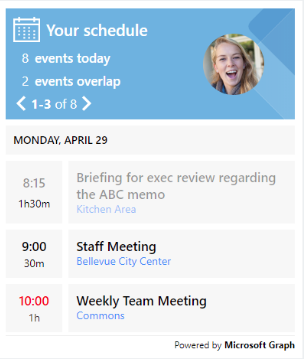 Your schedule
8 events today
2 events overlap
1-3 of 8
MONDAY, APRIL 29
8:15
1h30m
Briefing for exec review regarding
the ABC memo
Kitchen Area
9:00
30m
Staff Meeting
Bellevue City Center
10:00
1h
Weekly Team Meeting
Commons
Powered by Microsoft Graph